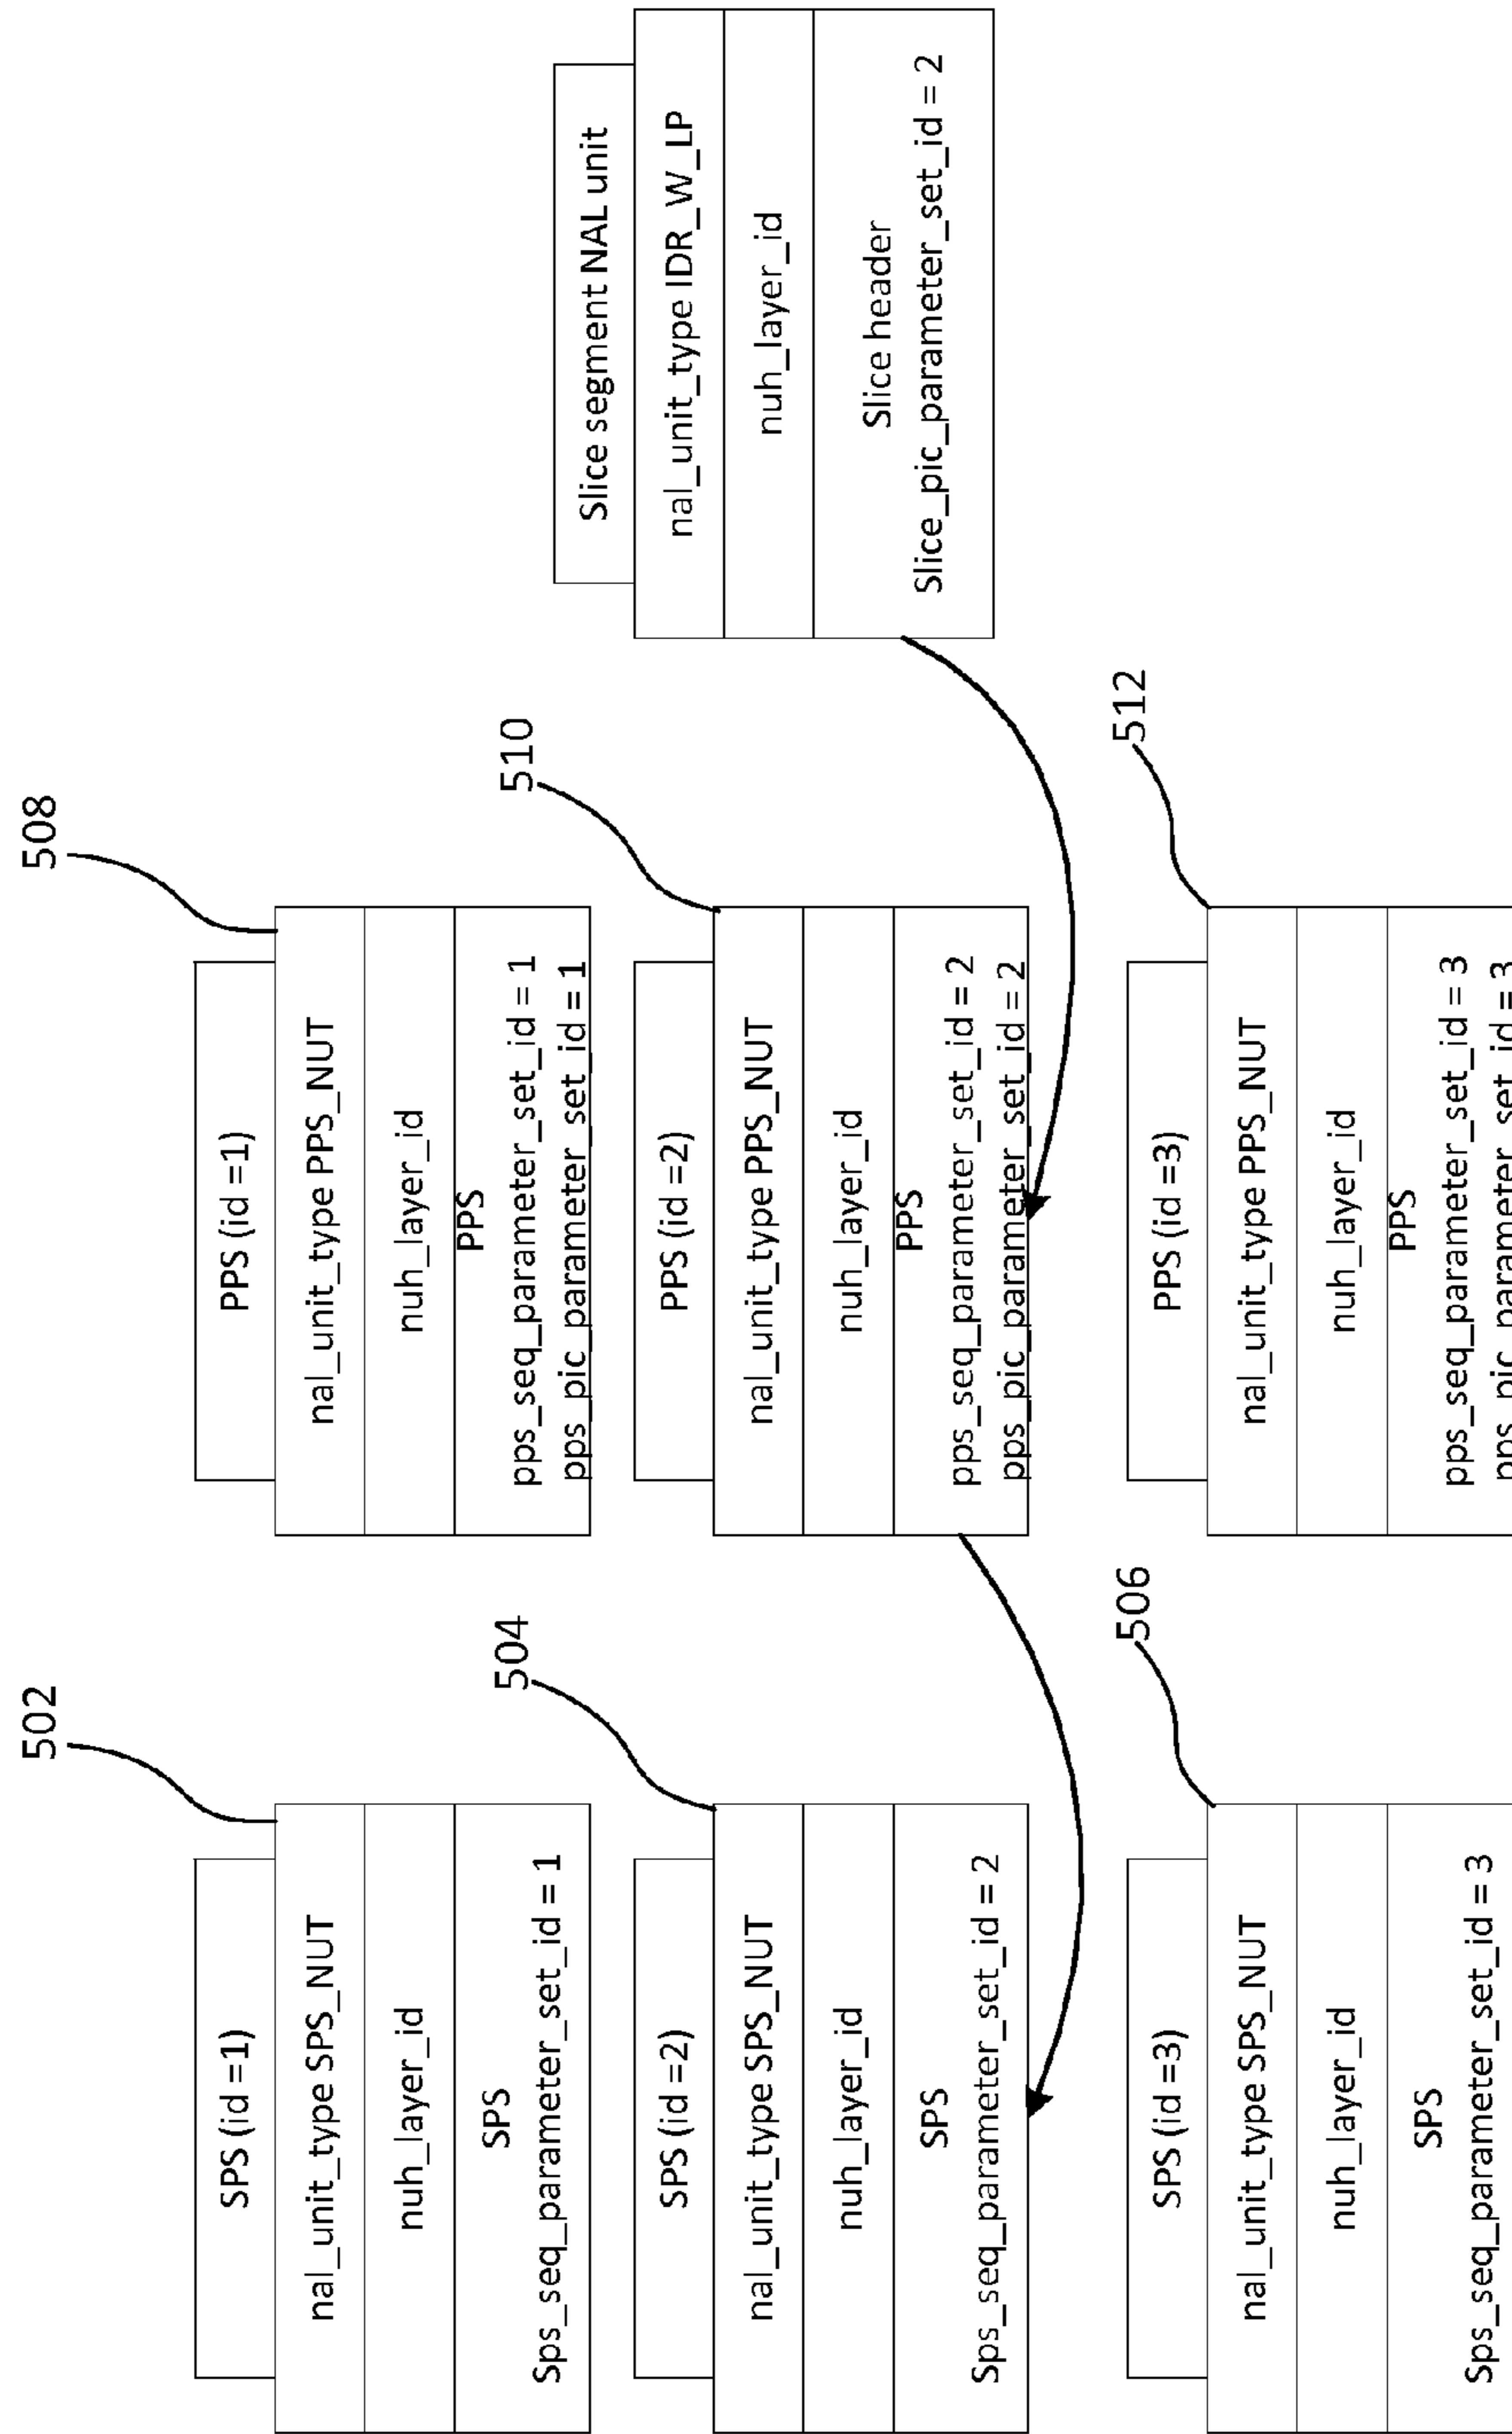 502
SPS (id =1)
nal_unit_type SPS_NUT
nuh_layer_id
SPS
Sps_seq_parameter_set_id = 1
504
SPS (id =2)
nal_unit_type SPS_NUT
nuh_layer_id
SPS
Sps_seq_parameter_set_id = 2
506
SPS (id =3)
nal_unit_type SPS_NUT
nuh_layer_id
SPS
Sps_seq_parameter_set_id = 3
508
PPS (id =1)
nal_unit_type PPS_NUT
nuh_layer_id
PPS
pps_seq_parameter_set_id = 1
pps_pic_parameter_set_id = 1
510
PPS (id =2)
nal_unit_type PPS_NUT
nuh_layer_id
PPS
pps_seq_parameter_set_id = 2
pps_pic_parameter_set_id = 2
512
PPS (id =3)
nal_unit_type PPS_NUT
nuh_layer_id
PPS
pps_seq_parameter_set_id = 3
pps_pic_parameter_set_id = 3
Slice segment NAL unit
nal_unit_type IDR_W_LP
nuh_layer_id
Slice header
Slice_pic_parameter_set_id = 2